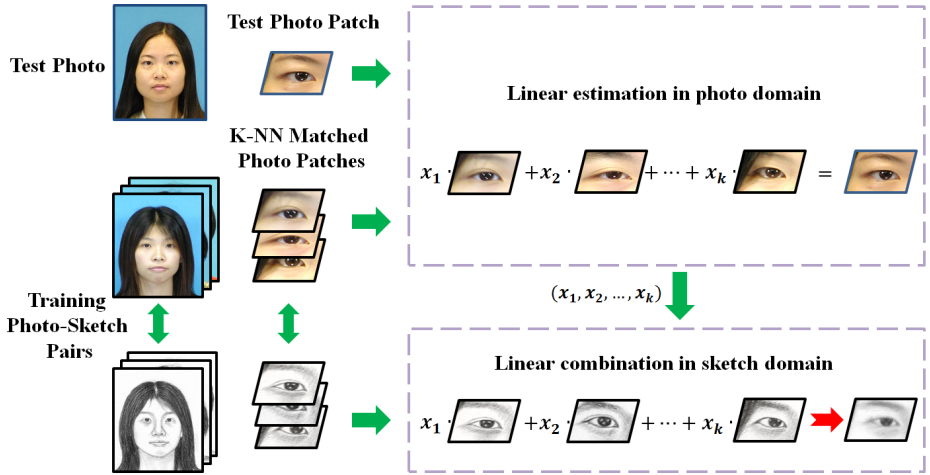 Test Photo
Test Photo Patch
K-NN Matched
Photo Patches
Training
Photo-Sketch
Pairs
Linear estimation in photo domain
x₁ · +x₂ · + ··· + xₖ · =
(x₁, x₂, ..., xₖ)
Linear combination in sketch domain
x₁ · +x₂ · + ··· + xₖ ·